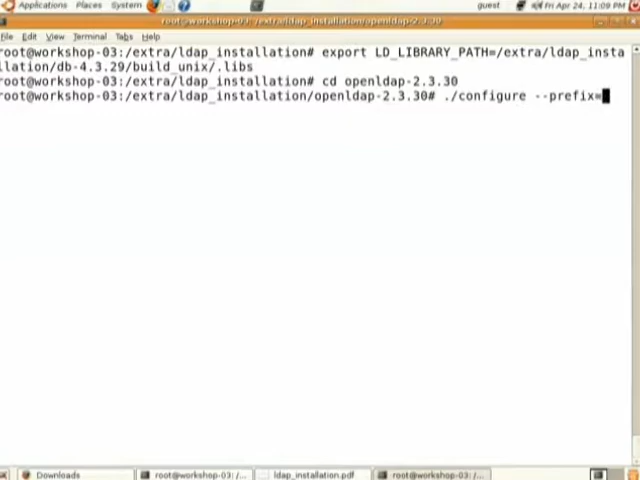 Applications Places System guest Fri Apr 24, 11:09 PM
root@workshop-03: /extra/ldap_installation/openldap-2.3.30
File Edit View Terminal Tabs Help
root@workshop-03:/extra/ldap_installation# export LD_LIBRARY_PATH=/extra/ldap_insta
llation/db-4.3.29/build_unix/.libs
root@workshop-03:/extra/ldap_installation# cd openldap-2.3.30
root@workshop-03:/extra/ldap_installation/openldap-2.3.30# ./configure --prefix=
Downloads root@workshop-03: /... ldap_installation.pdf root@workshop-03: /...